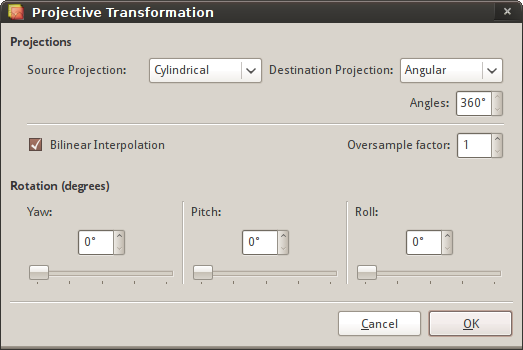 Projective Transformation
Projections
Source Projection: Cylindrical Destination Projection: Angular
Angles: 360°
Bilinear Interpolation Oversample factor: 1
Rotation (degrees)
Yaw: Pitch: Roll:
0° 0° 0°
Cancel OK